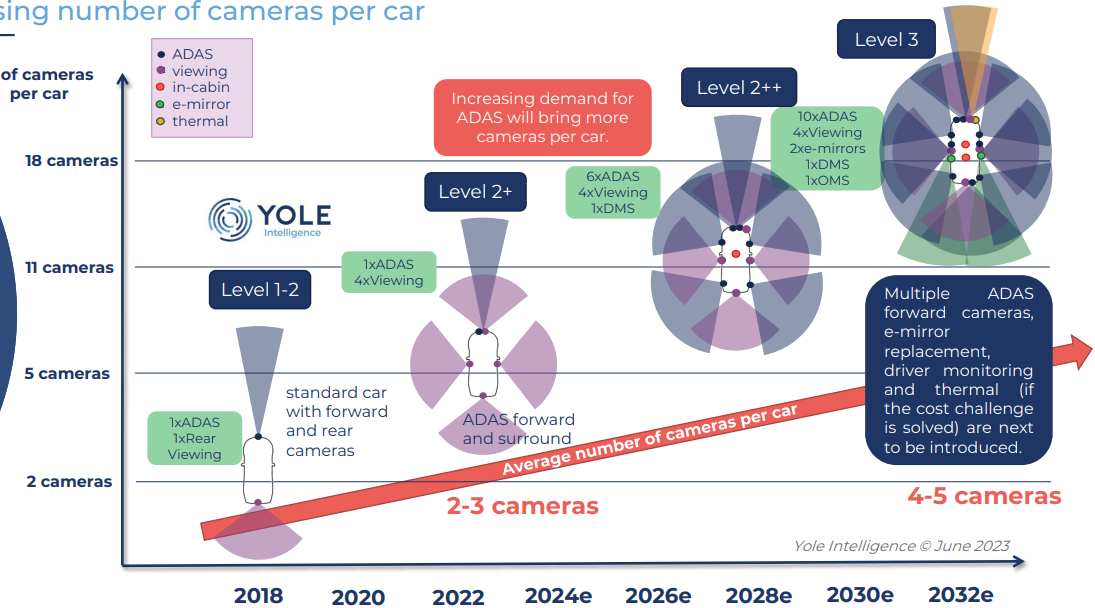 sing number of cameras per car
of cameras
per car
ADAS
viewing
in-cabin
e-mirror
thermal
18 cameras
11 cameras
5 cameras
2 cameras
YOLE
Intelligence
Level 1-2
1xADAS
1xRear
Viewing
standard car
with forward
and rear
cameras
Level 2+
1xADAS
4xViewing
ADAS forward
and surround
Increasing demand for
ADAS will bring more
cameras per car.
Level 2++
6xADAS
4xViewing
1xDMS
Level 3
10xADAS
4xViewing
2xe-mirrors
1xDMS
1xOMS
Multiple ADAS
forward cameras,
e-mirror
replacement,
driver monitoring
and thermal (if
the cost challenge
is solved) are next
to be introduced.
Average number of cameras per car
2-3 cameras
4-5 cameras
Yole Intelligence © June 2023
2018 2020 2022 2024e 2026e 2028e 2030e 2032e